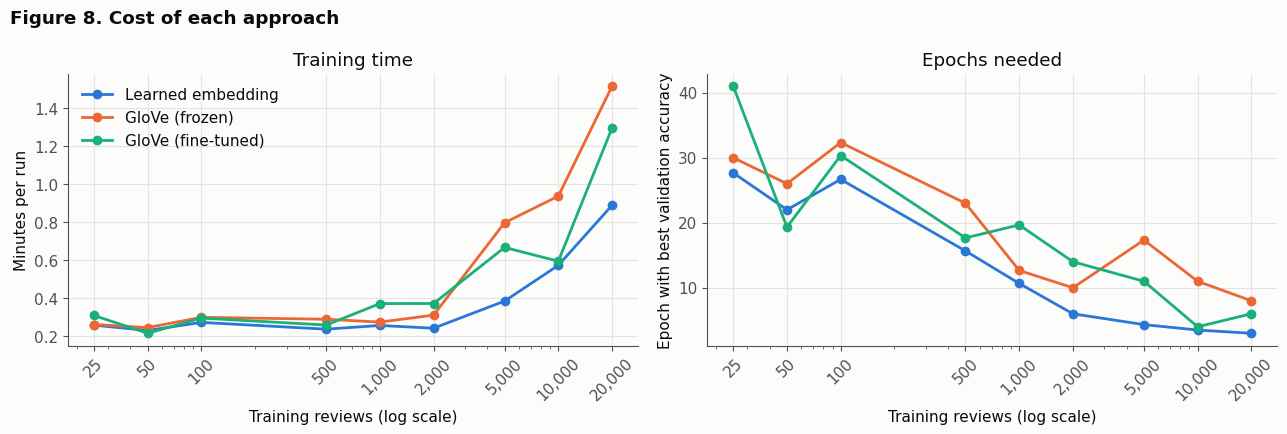 Figure 8. Cost of each approach
Training time
Minutes per run
1.4
1.2
1.0
0.8
0.6
0.4
0.2
Learned embedding
GloVe (frozen)
GloVe (fine-tuned)
25
50
100
500
1,000
2,000
5,000
10,000
20,000
Training reviews (log scale)
Epochs needed
Epoch with best validation accuracy
40
30
20
10
25
50
100
500
1,000
2,000
5,000
10,000
20,000
Training reviews (log scale)